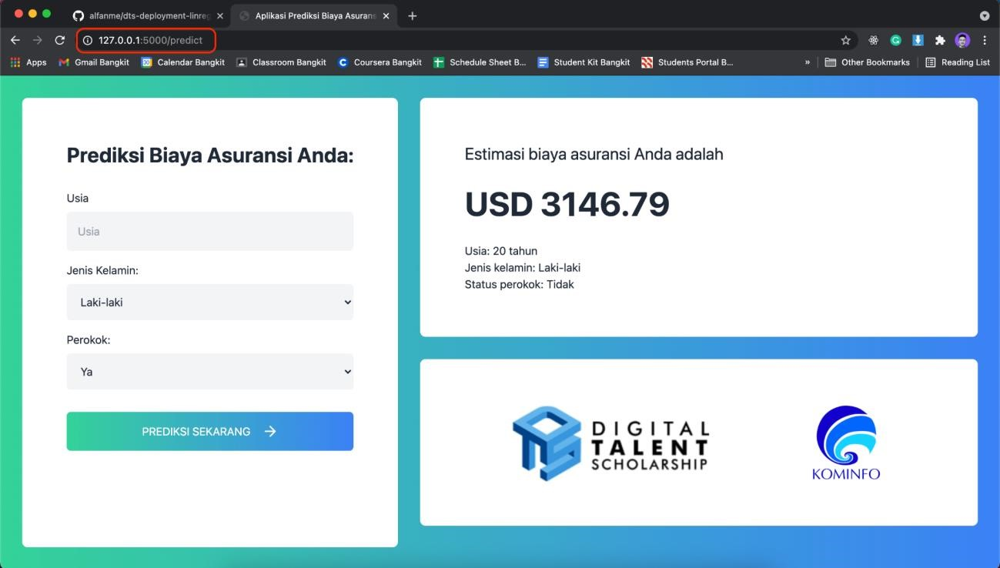 alfanme/dts-deployment-linreg
Aplikasi Prediksi Biaya Asurans
127.0.0.1:5000/predict
Apps
Gmail Bangkit
Calendar Bangkit
Classroom Bangkit
Coursera Bangkit
Schedule Sheet B...
Student Kit Bangkit
Students Portal B...
»
Other Bookmarks
Reading List
Prediksi Biaya Asuransi Anda:
Usia
Usia
Jenis Kelamin:
Laki-laki
Perokok:
Ya
PREDIKSI SEKARANG
Estimasi biaya asuransi Anda adalah
USD 3146.79
Usia: 20 tahun
Jenis kelamin: Laki-laki
Status perokok: Tidak
DIGITAL
TALENT
SCHOLARSHIP
KOMINFO